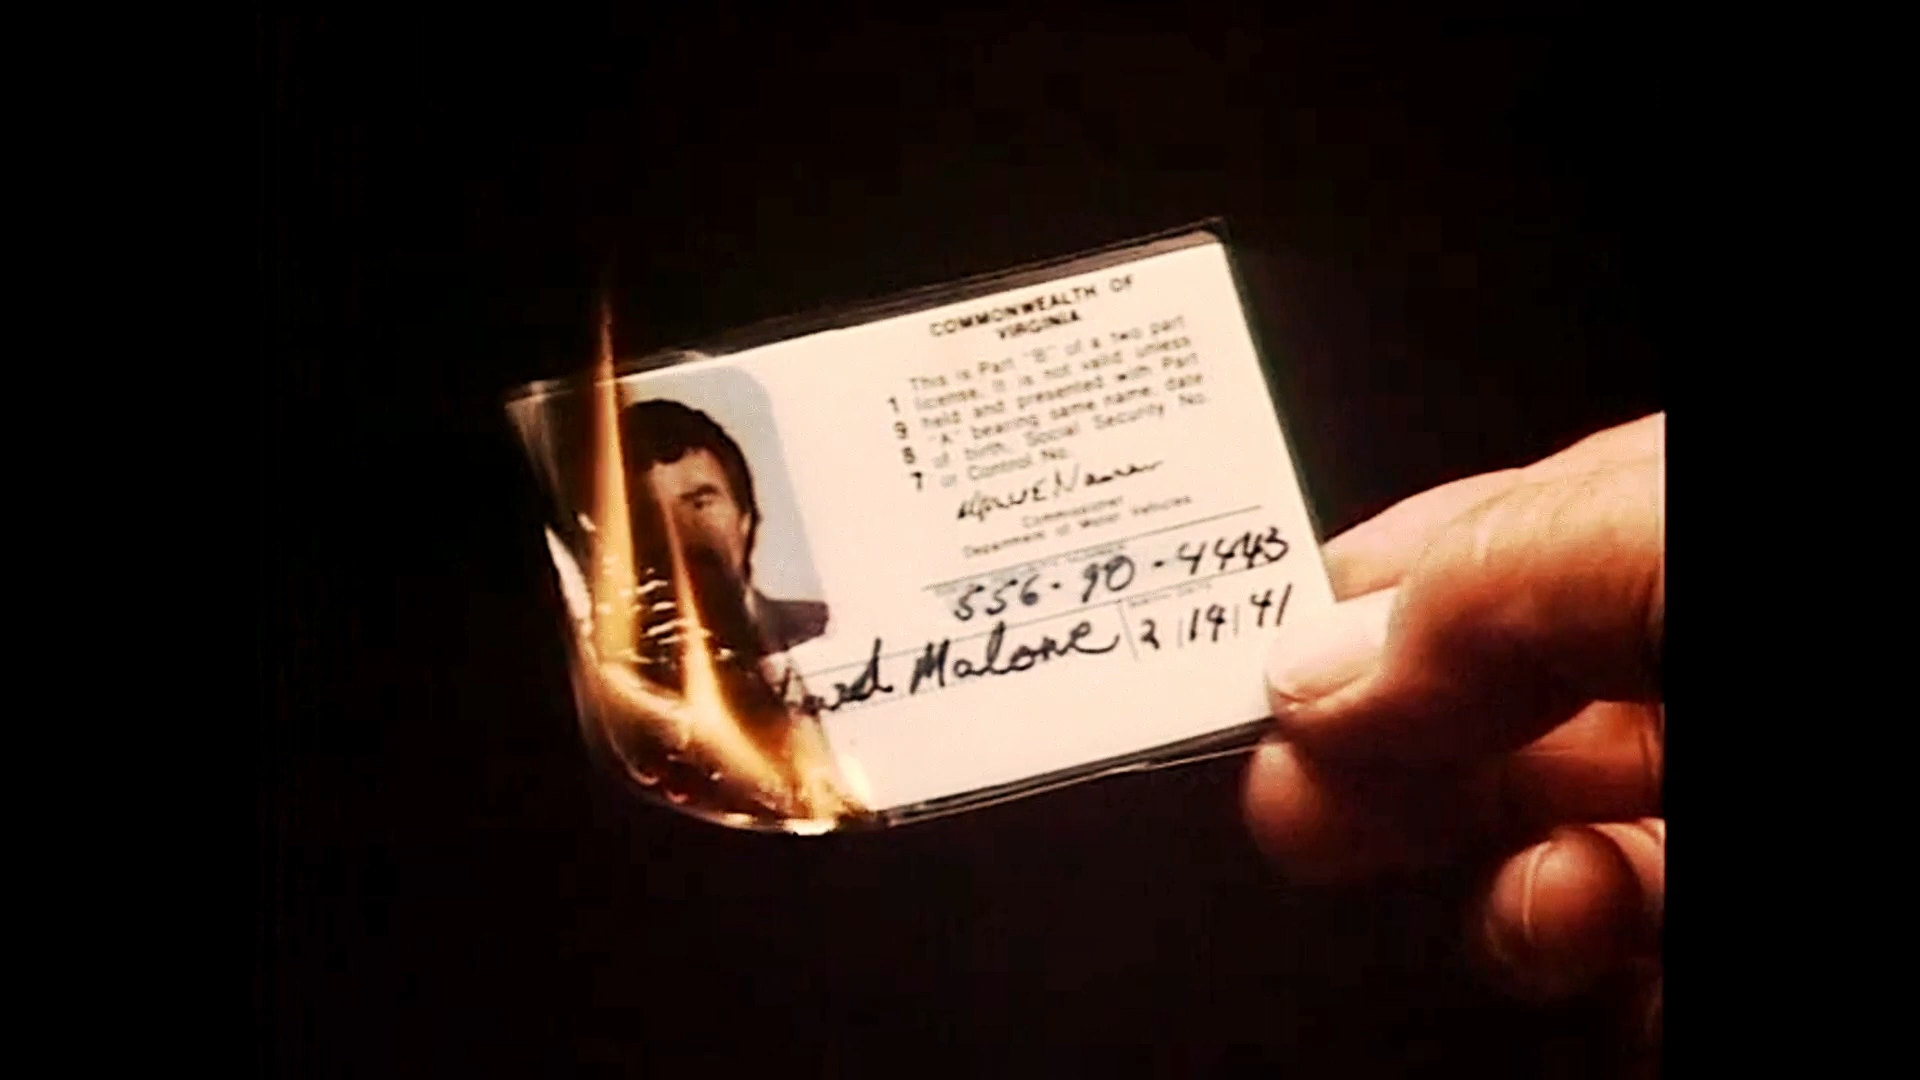 COMMONWEALTH OF
VIRGINIA
This is Part "B" of a two part
1 license. It is not valid unless
9 held and presented with Part
8 "A" bearing same name, date
7 of birth, Social Security No.
or Control No.
Commissioner
Department of Motor Vehicles
556-90-4443
Malone 2/14/41